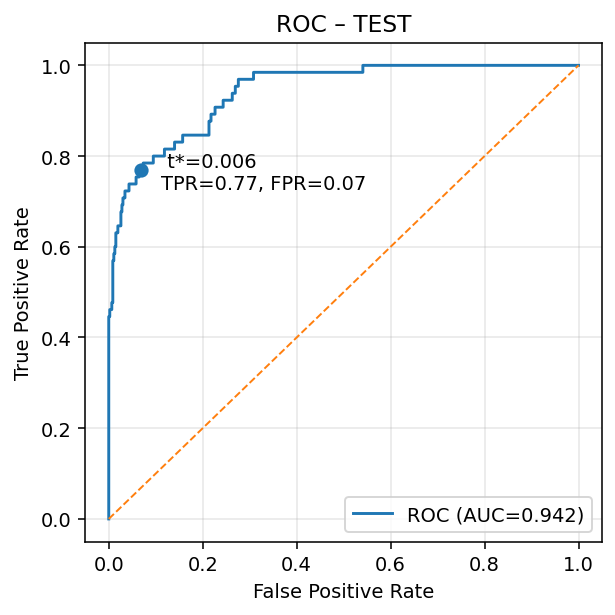 ROC – TEST
True Positive Rate
1.0
0.8
0.6
0.4
0.2
0.0
t*=0.006
TPR=0.77, FPR=0.07
ROC (AUC=0.942)
0.0 0.2 0.4 0.6 0.8 1.0
False Positive Rate